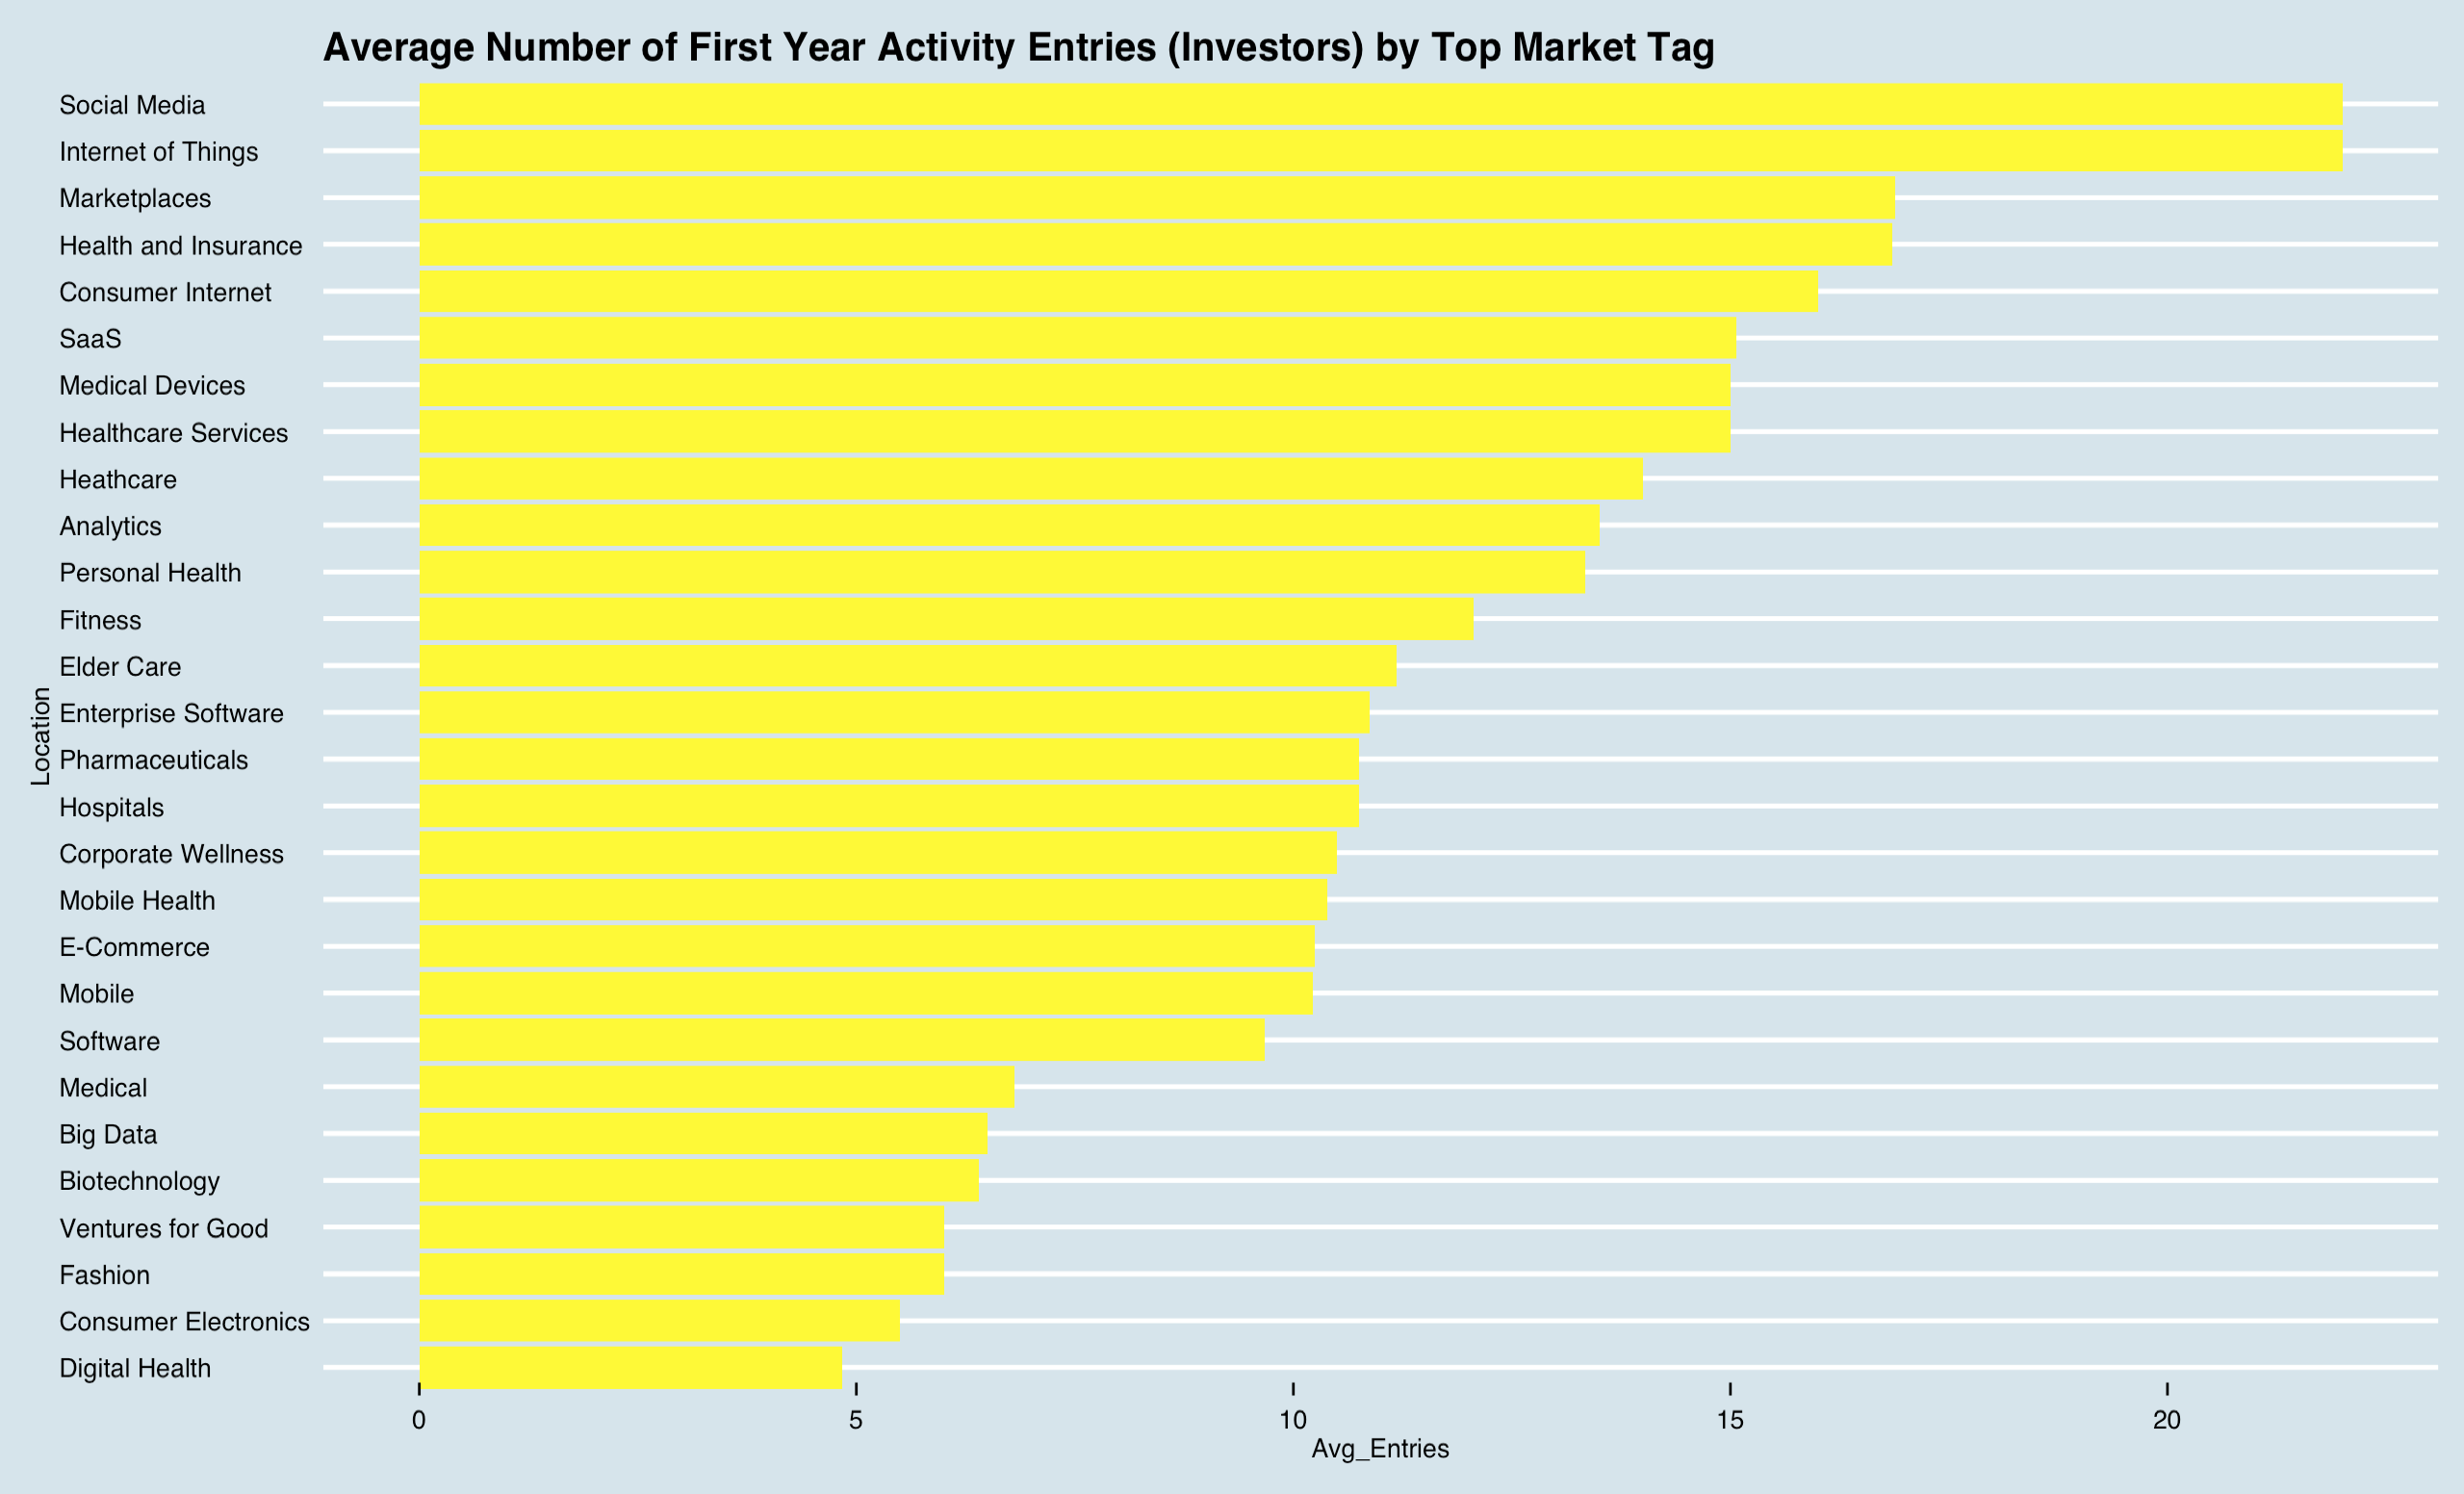 Average Number of First Year Activity Entries (Investors) by Top Market Tag
Social Media
Internet of Things
Marketplaces
Health and Insurance
Consumer Internet
SaaS
Medical Devices
Healthcare Services
Heathcare
Analytics
Personal Health
Fitness
Elder Care
Enterprise Software
Pharmaceuticals
Hospitals
Corporate Wellness
Mobile Health
E-Commerce
Mobile
Software
Medical
Big Data
Biotechnology
Ventures for Good
Fashion
Consumer Electronics
Digital Health
Location
0 5 10 15 20
Avg_Entries